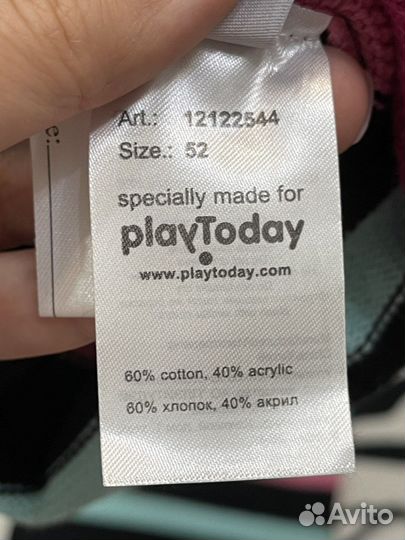 Art.: 12122544
Size.: 52
specially made for
playToday
www.playtoday.com
60% cotton, 40% acrylic
60% хлопок, 40% акрил
Avito